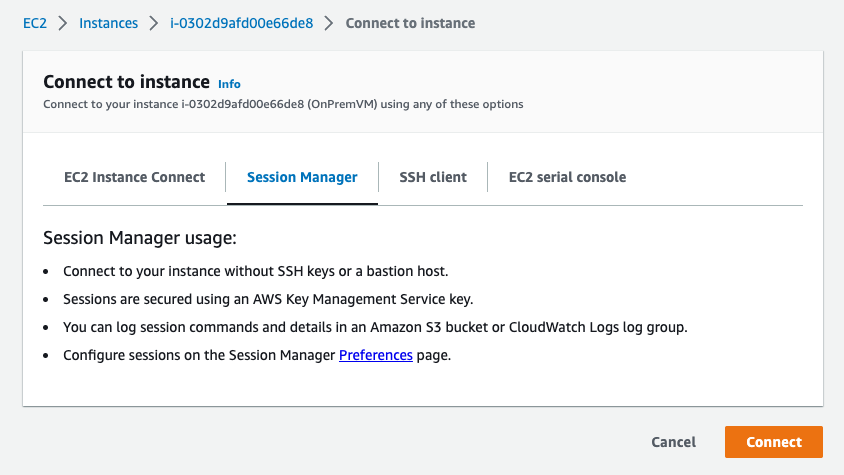 EC2 > Instances > i-0302d9afd00e66de8 > Connect to instance
Connect to instance Info
Connect to your instance i-0302d9afd00e66de8 (OnPremVM) using any of these options
EC2 Instance Connect Session Manager SSH client EC2 serial console
Session Manager usage:
• Connect to your instance without SSH keys or a bastion host.
• Sessions are secured using an AWS Key Management Service key.
• You can log session commands and details in an Amazon S3 bucket or CloudWatch Logs log group.
• Configure sessions on the Session Manager Preferences page.
Cancel Connect